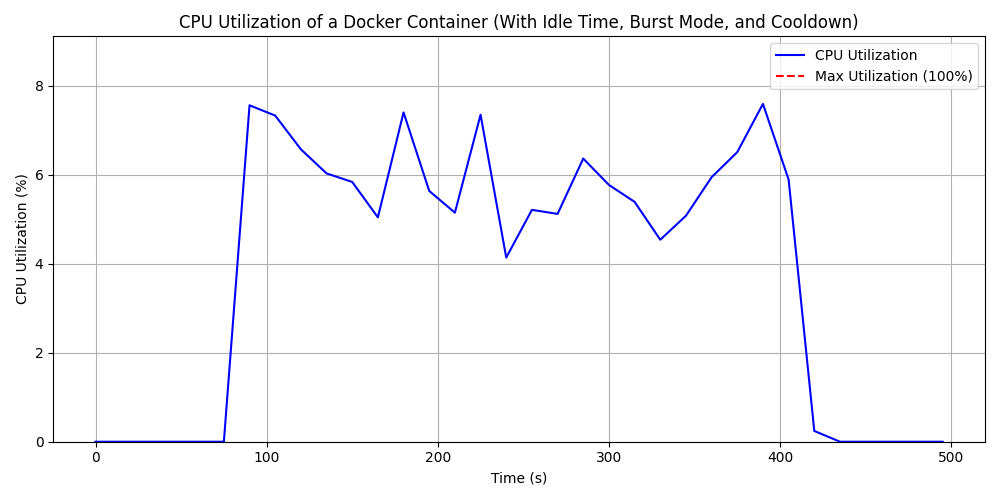 CPU Utilization of a Docker Container (With Idle Time, Burst Mode, and Cooldown)
CPU Utilization
Max Utilization (100%)
CPU Utilization (%)
8
6
4
2
0
0 100 200 300 400 500
Time (s)